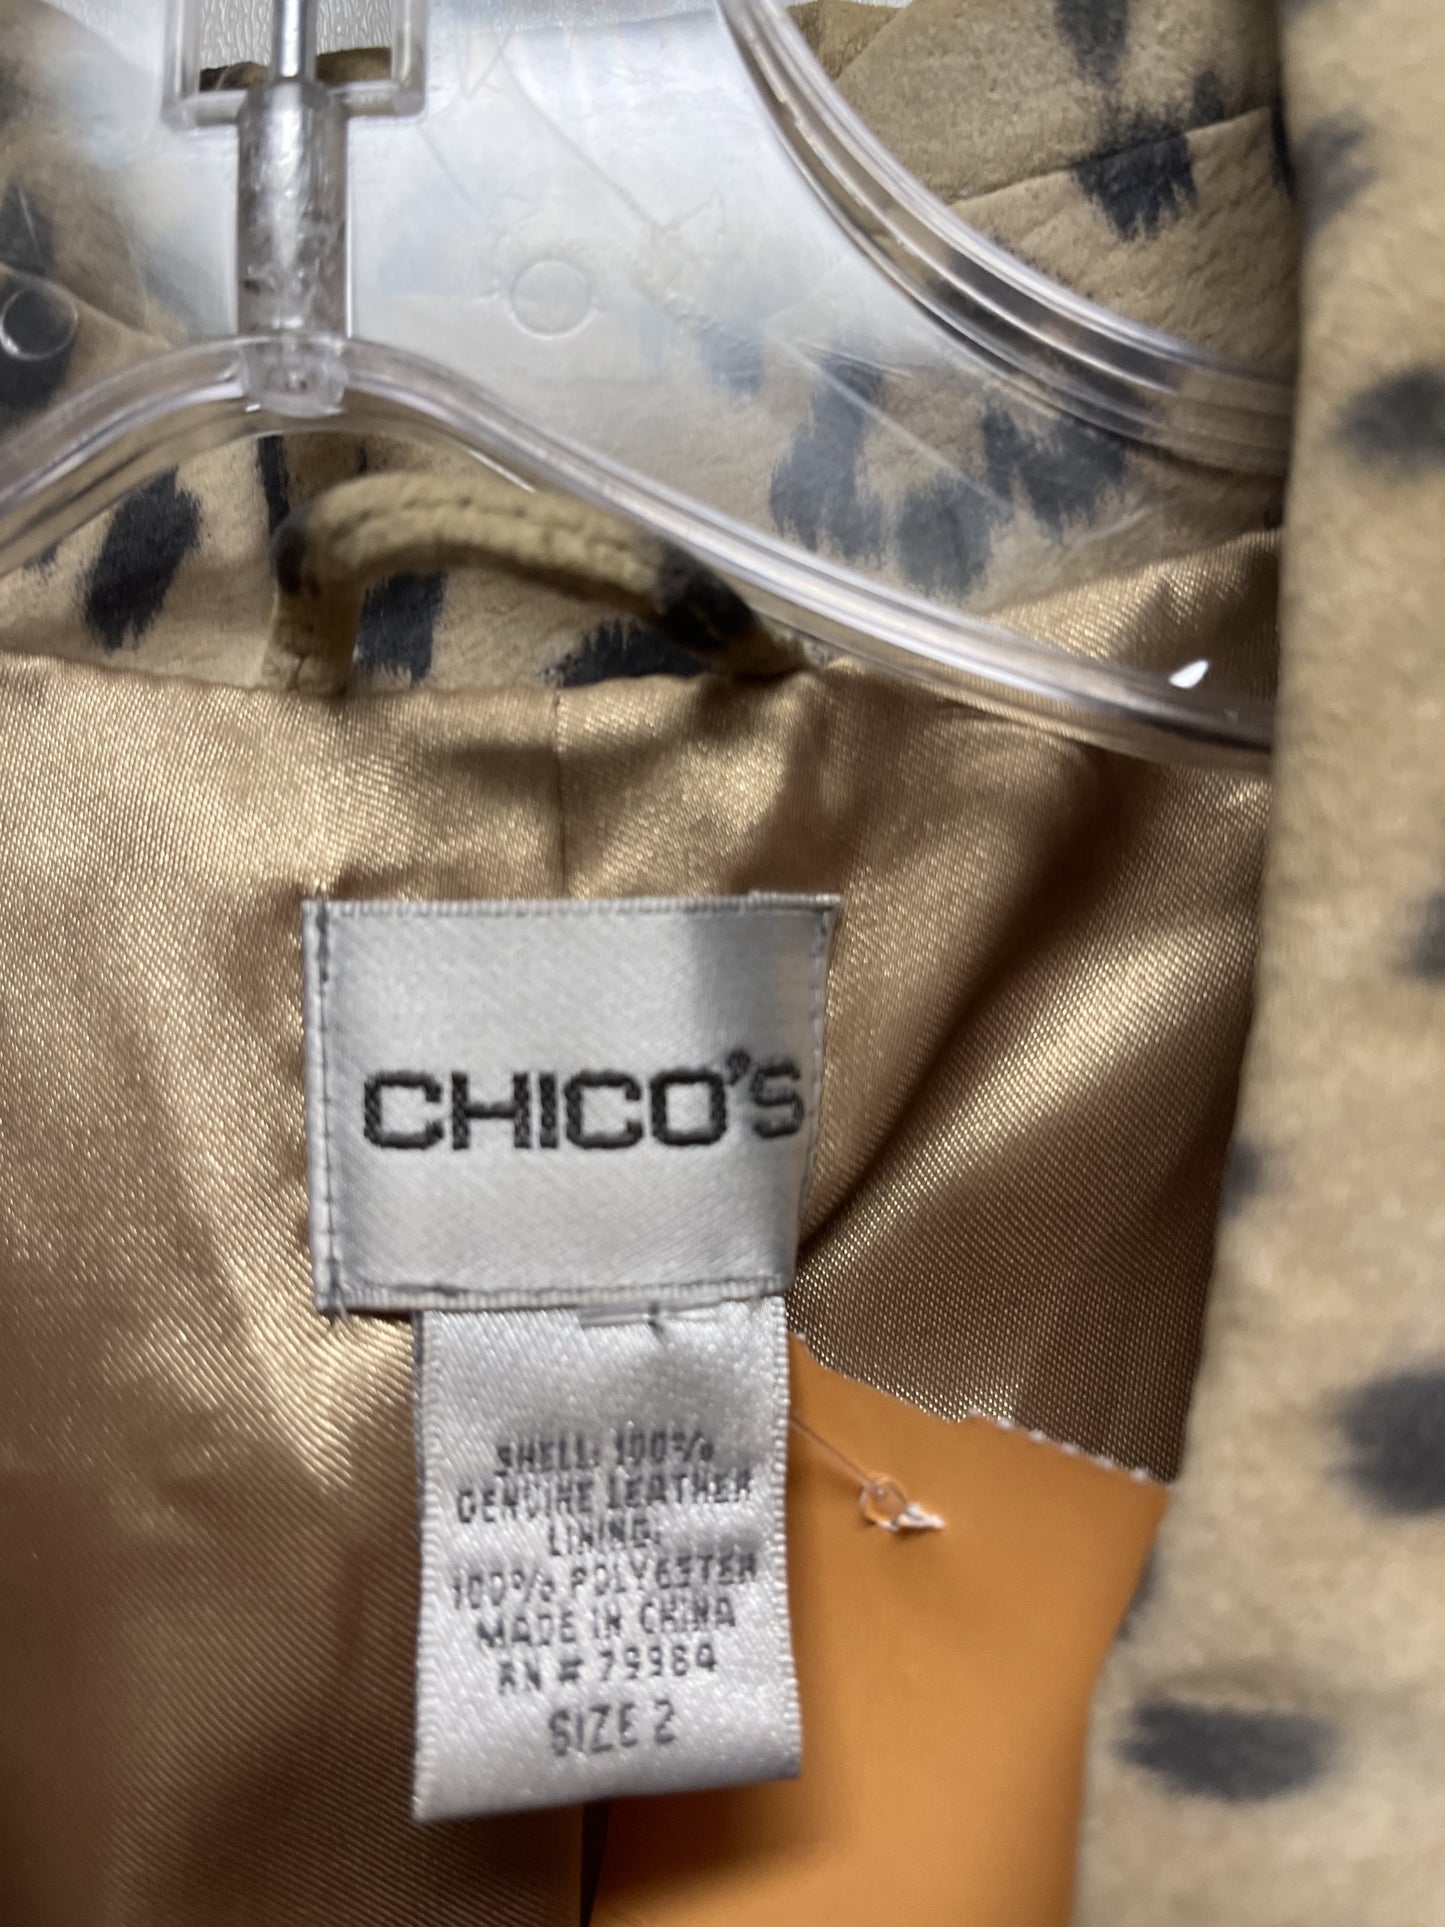 CHICO'S®
SHELL: 100%
GENUINE LEATHER
LINING:
100% POLYESTER
MADE IN CHINA
RN # 79984
SIZE 2